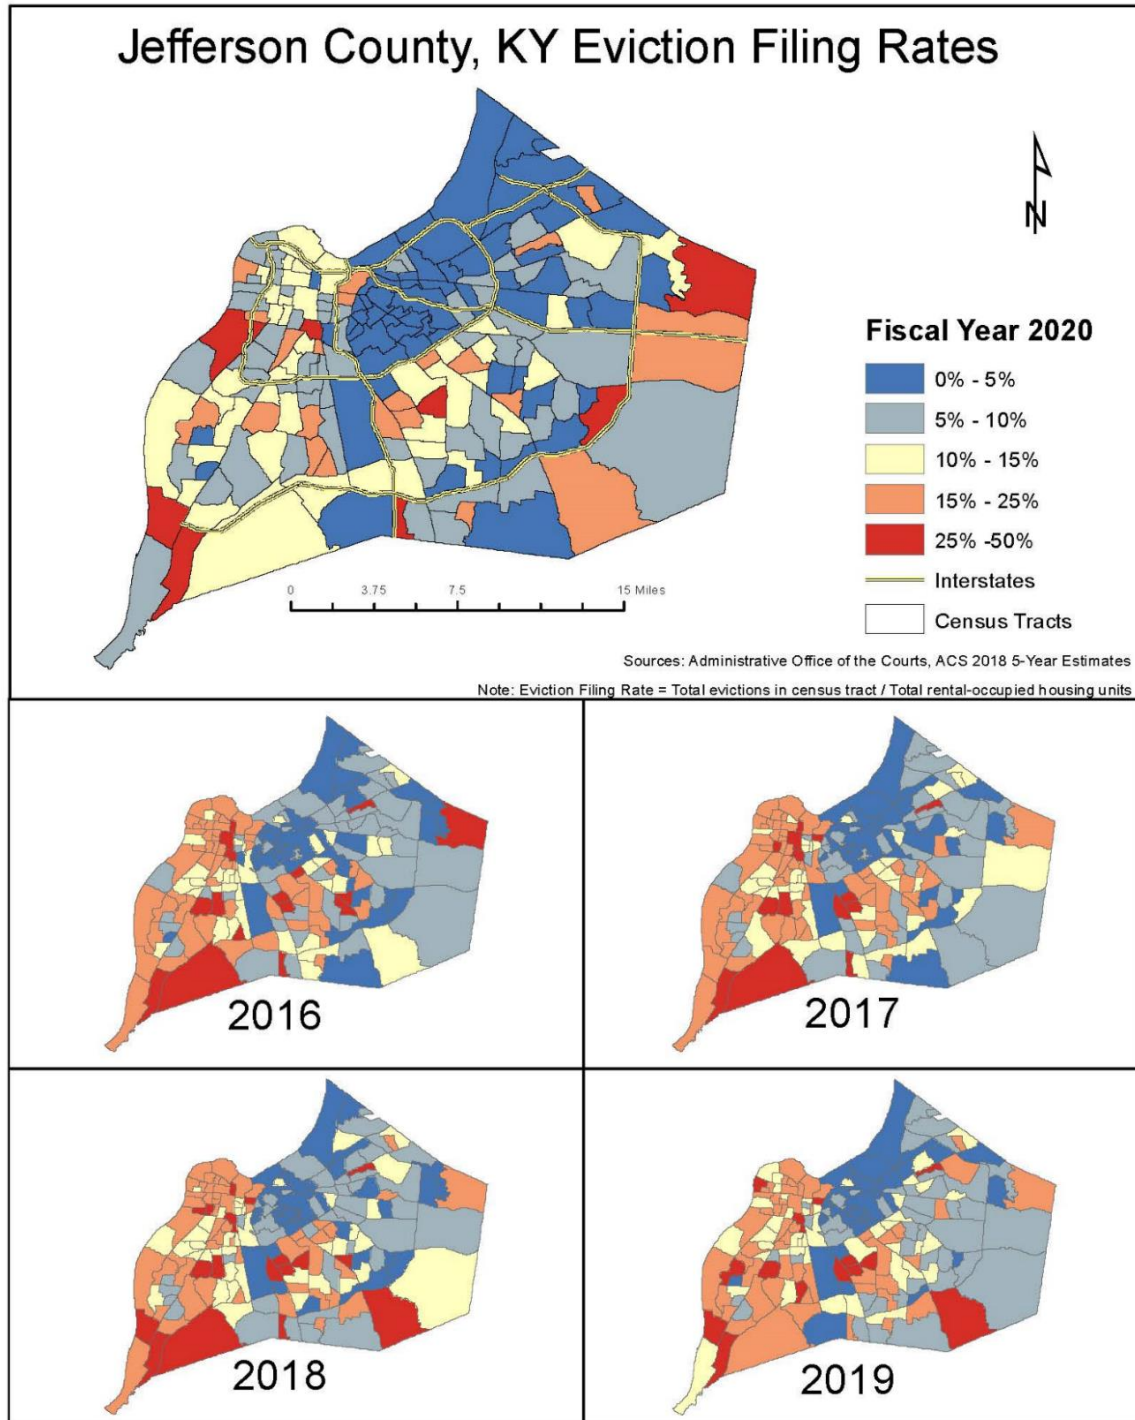 Jefferson County, KY Eviction Filing Rates
N
Fiscal Year 2020
0% - 5%
5% - 10%
10% - 15%
15% - 25%
25% -50%
Interstates
Census Tracts
0 3.75 7.5 15 Miles
Sources: Administrative Office of the Courts, ACS 2018 5-Year Estimates
Note: Eviction Filing Rate = Total evictions in census tract / Total rental-occupied housing units
2016
2017
2018
2019